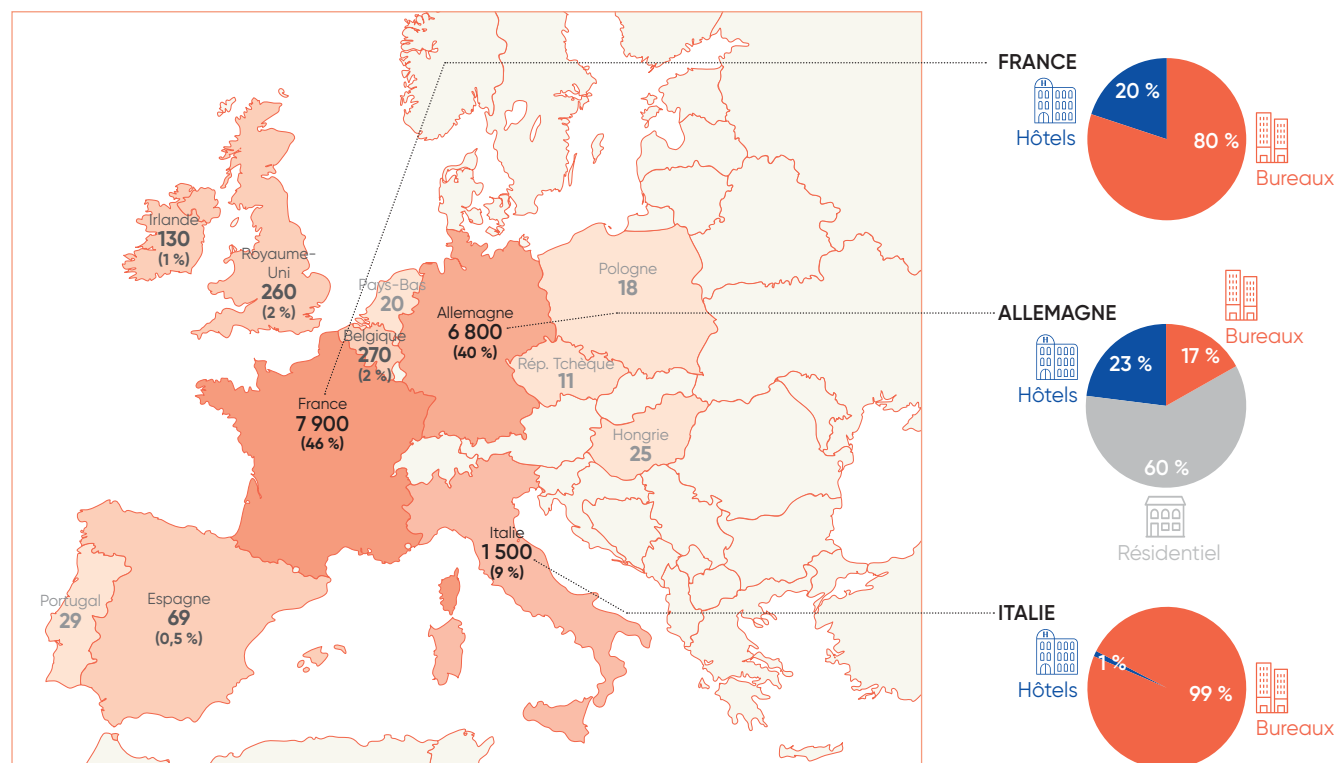 Irlande
130
(1 %)
Royaume-
Uni
260
(2 %)
Pays-Bas
20
Belgique
270
(2 %)
Allemagne
6 800
(40 %)
Pologne
18
Rép. Tchèque
11
France
7 900
(46 %)
Hongrie
25
Italie
1 500
(9 %)
Portugal
29
Espagne
69
(0,5 %)
FRANCE
H
Hôtels
20 %
80 %
Bureaux
ALLEMAGNE
H
Hôtels
23 %
17 %
Bureaux
60 %
Résidentiel
ITALIE
H
Hôtels
1 %
99 %
Bureaux